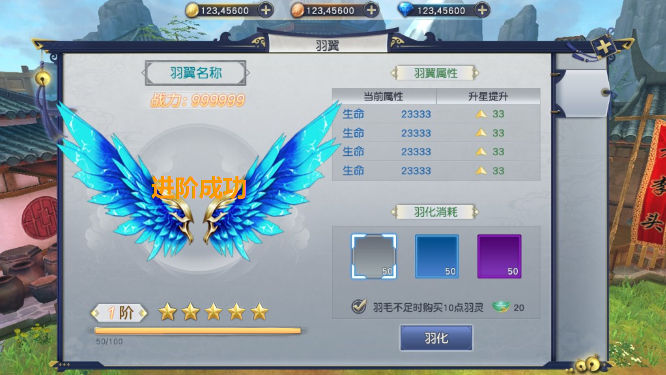 123,45600 123,45600 123,45600
羽翼
羽翼名称
战力：999999
进阶成功
1阶
50/100
羽翼属性
当前属性 升星提升
生命 23333 33
生命 23333 33
生命 23333 33
生命 23333 33
羽化消耗
50 50 50
羽毛不足时购买10点羽灵 20
羽化